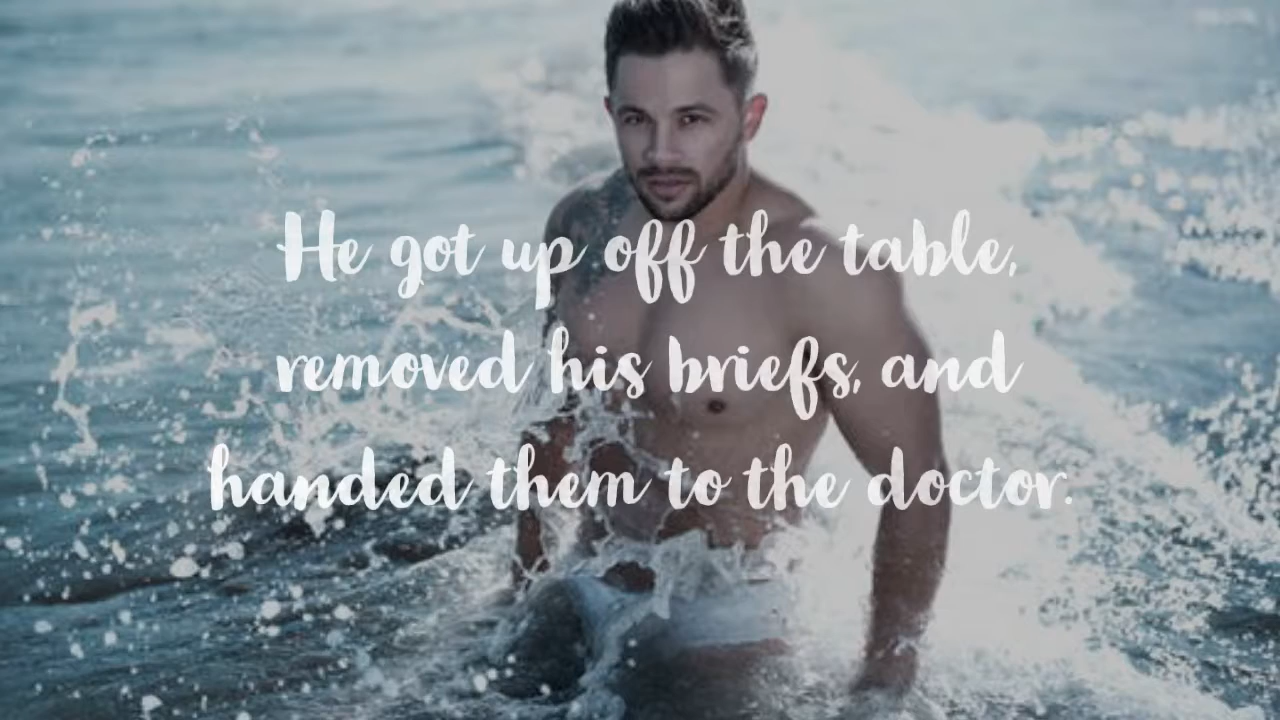 He got up off the table,
removed his briefs, and
handed them to the doctor.